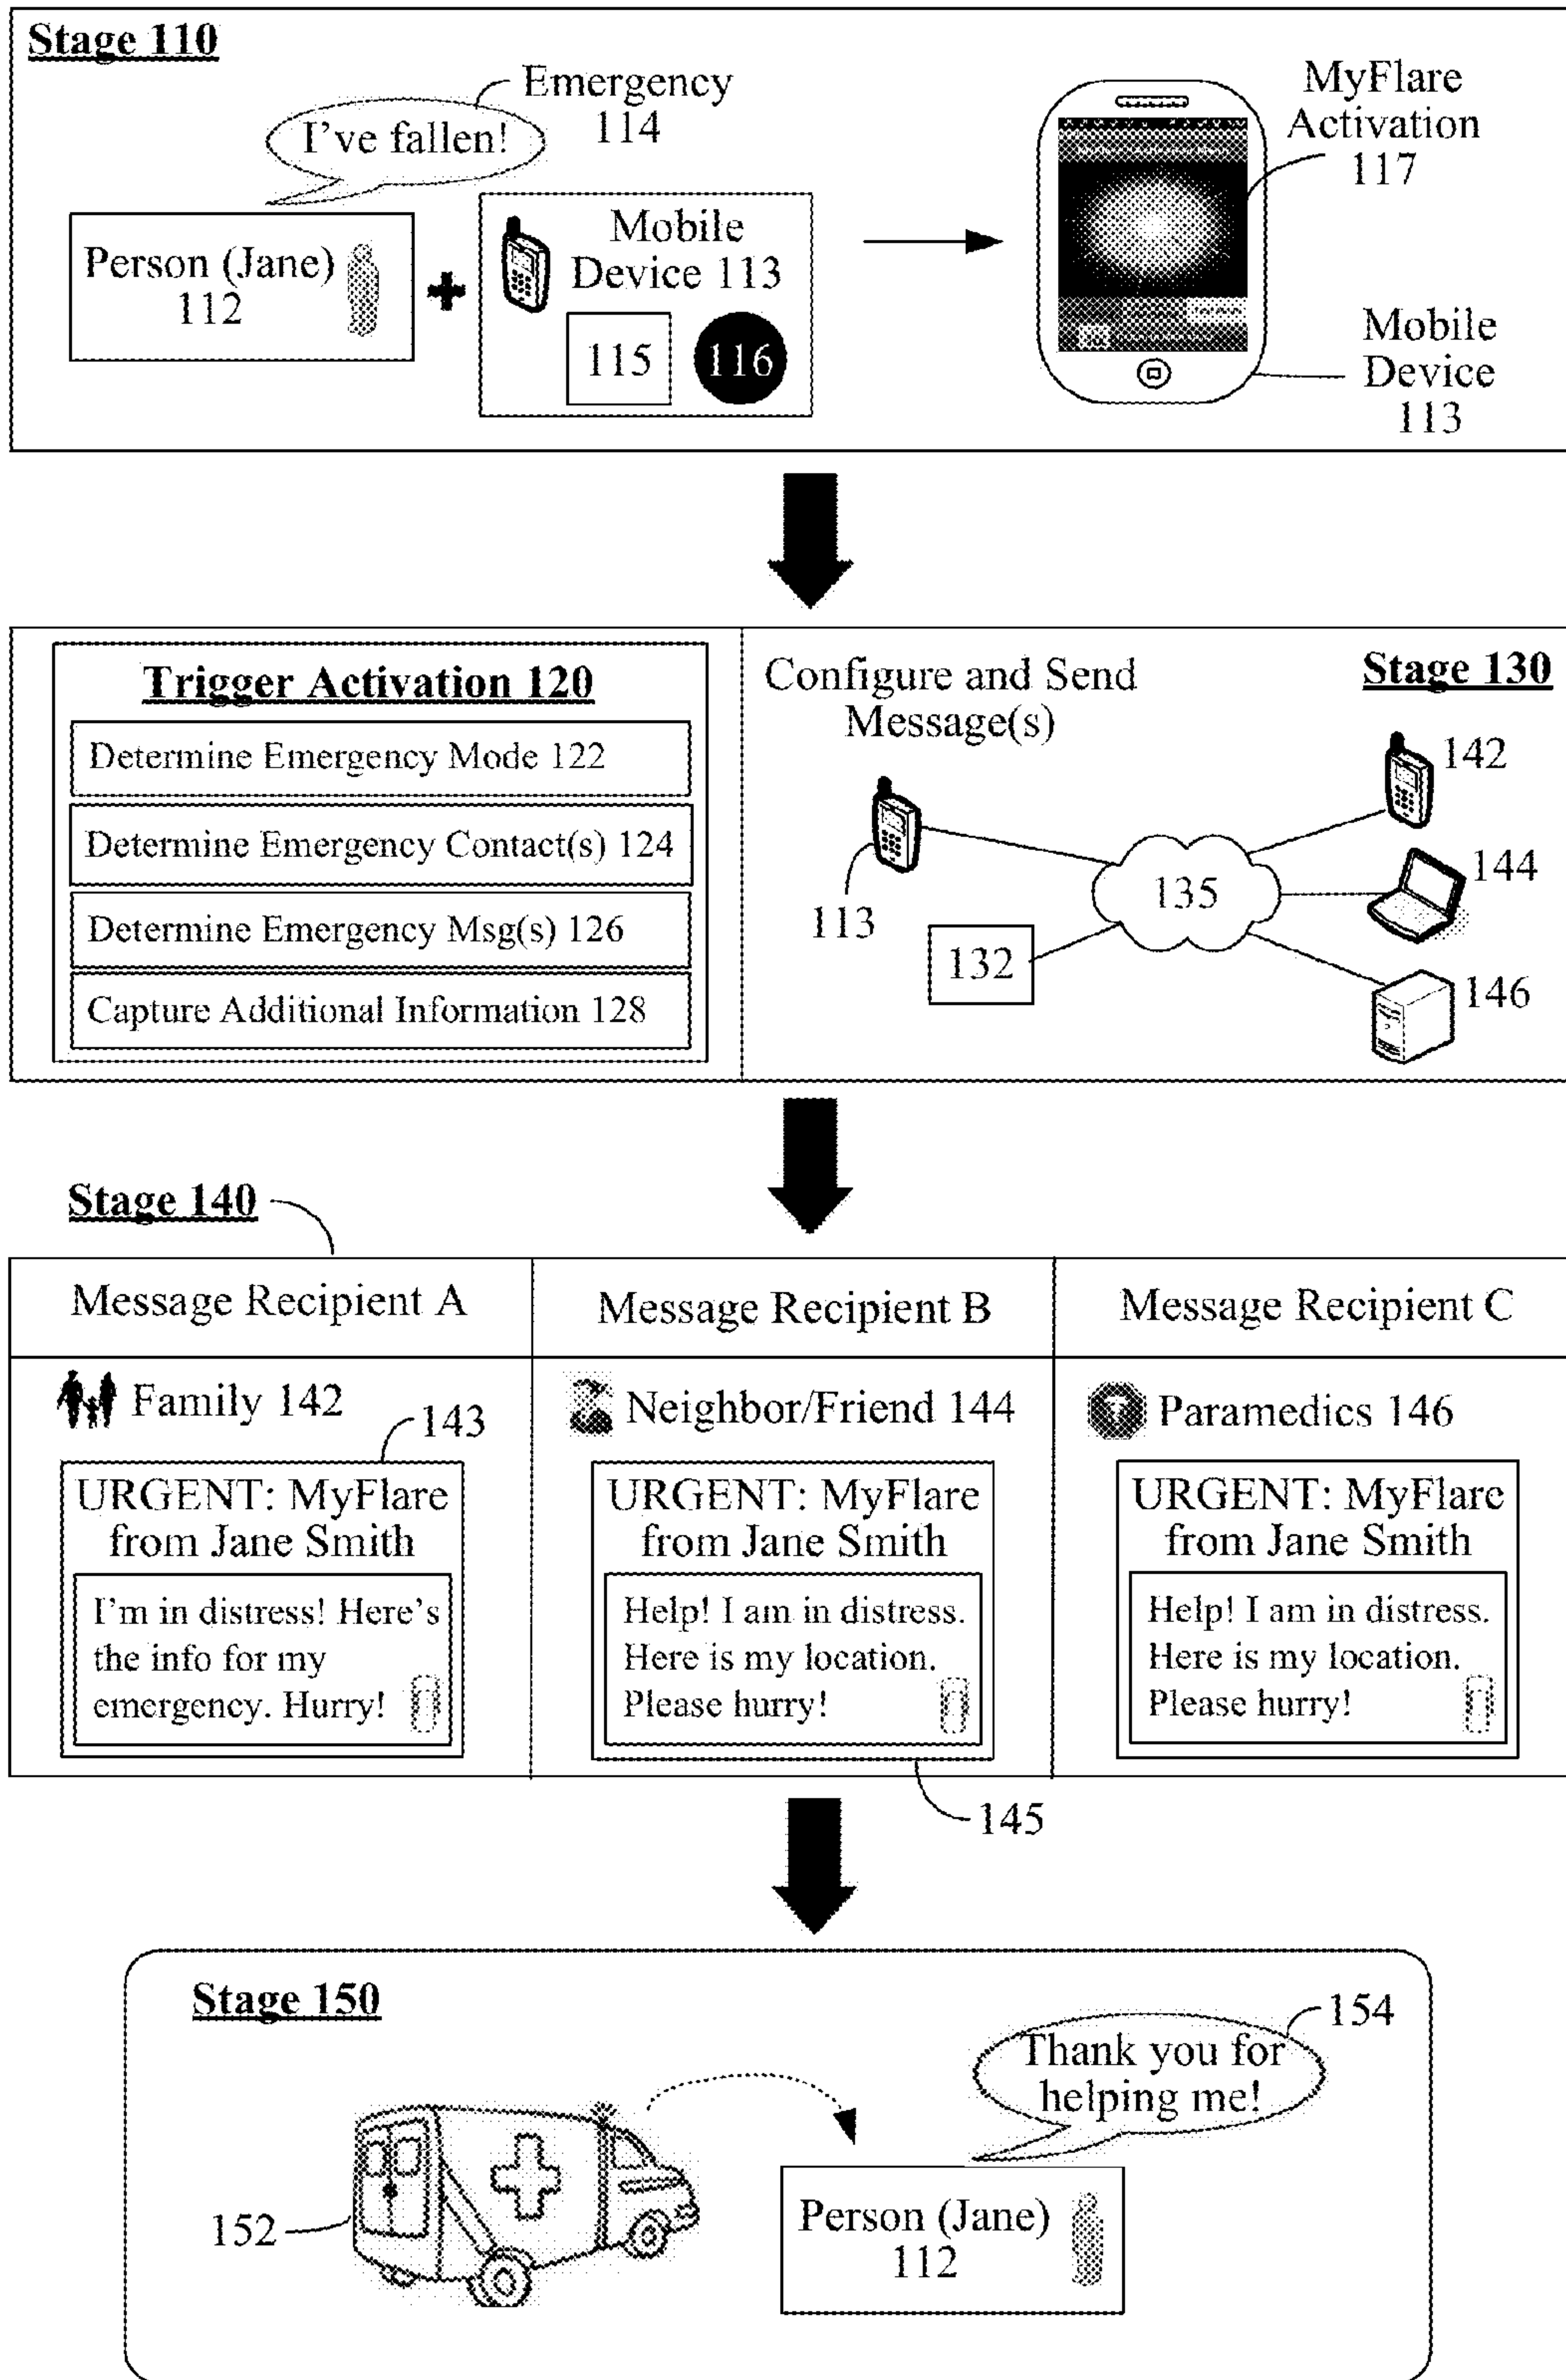 Stage 110
Emergency
114
I've fallen!
Person (Jane)
112
Mobile
Device 113
115
116
MyFlare
Activation
117
Mobile
Device
113
Trigger Activation 120
Determine Emergency Mode 122
Determine Emergency Contact(s) 124
Determine Emergency Msg(s) 126
Capture Additional Information 128
Configure and Send
Message(s)
Stage 130
113
132
135
142
144
146
Stage 140
Message Recipient A
Message Recipient B
Message Recipient C
Family 142
143
URGENT: MyFlare
from Jane Smith
I'm in distress! Here's
the info for my
emergency. Hurry!
Neighbor/Friend 144
URGENT: MyFlare
from Jane Smith
Help! I am in distress.
Here is my location.
Please hurry!
145
Paramedics 146
URGENT: MyFlare
from Jane Smith
Help! I am in distress.
Here is my location.
Please hurry!
Stage 150
152
154
Thank you for
helping me!
Person (Jane)
112